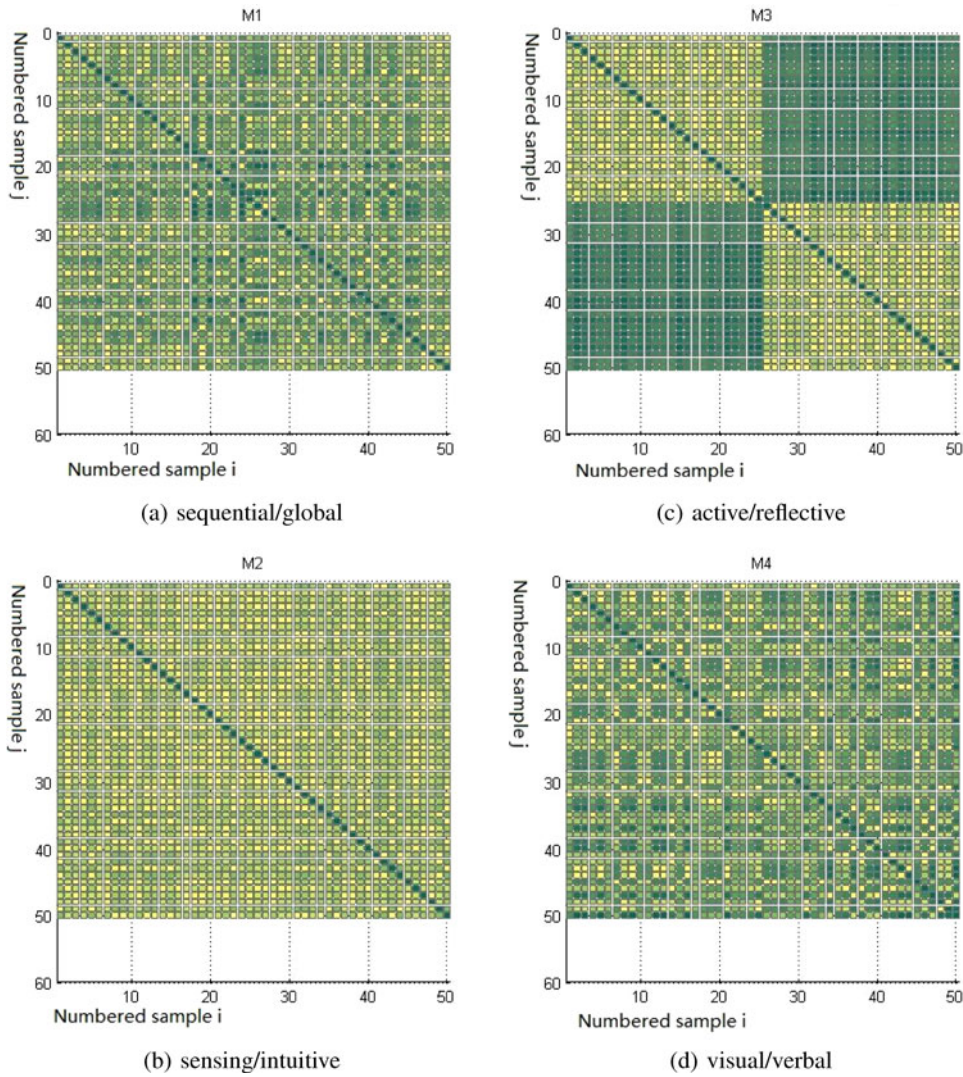 M1
0
10
20
30
40
50
60
Numbered sample j
10 20 30 40 50
Numbered sample i
(a) sequential/global
M3
0
10
20
30
40
50
60
Numbered sample j
10 20 30 40 50
Numbered sample i
(c) active/reflective
M2
0
10
20
30
40
50
60
Numbered sample j
10 20 30 40 50
Numbered sample i
(b) sensing/intuitive
M4
0
10
20
30
40
50
60
Numbered sample j
10 20 30 40 50
Numbered sample i
(d) visual/verbal